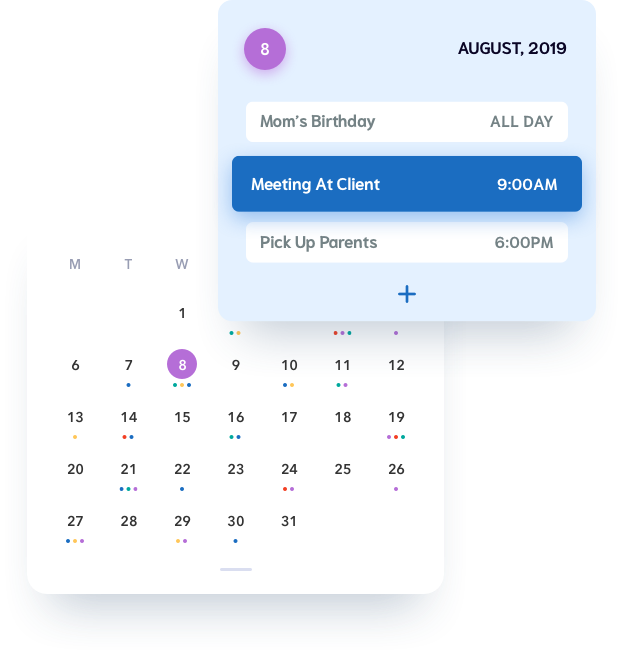 8 AUGUST, 2019
Mom's Birthday ALL DAY
Meeting At Client 9:00AM
Pick Up Parents 6:00PM
+
M T W
1
6 7 8 9 10 11 12
13 14 15 16 17 18 19
20 21 22 23 24 25 26
27 28 29 30 31